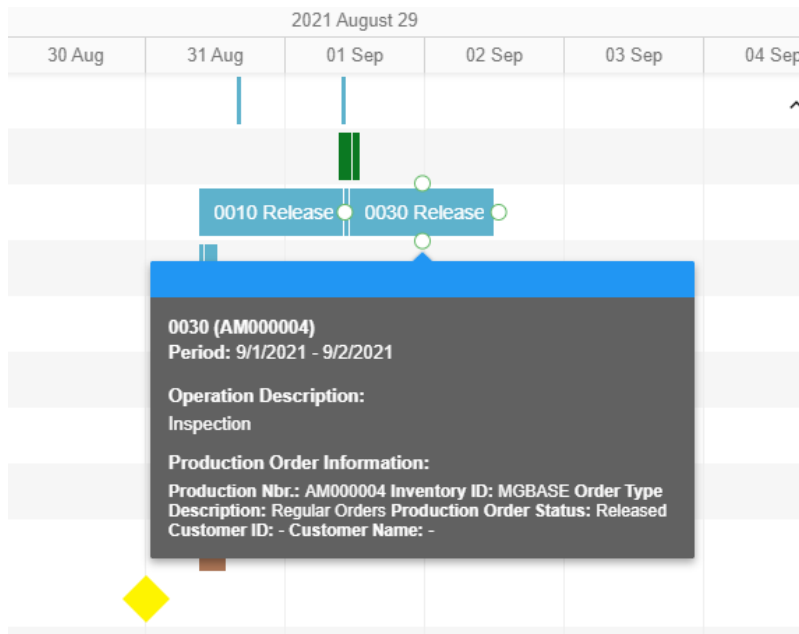 2021 August 29
30 Aug 31 Aug 01 Sep 02 Sep 03 Sep 04 Sep
0010 Release 0030 Release
0030 (AM000004)
Period: 9/1/2021 - 9/2/2021
Operation Description:
Inspection
Production Order Information:
Production Nbr.: AM000004 Inventory ID: MGBASE Order Type
Description: Regular Orders Production Order Status: Released
Customer ID: - Customer Name: -